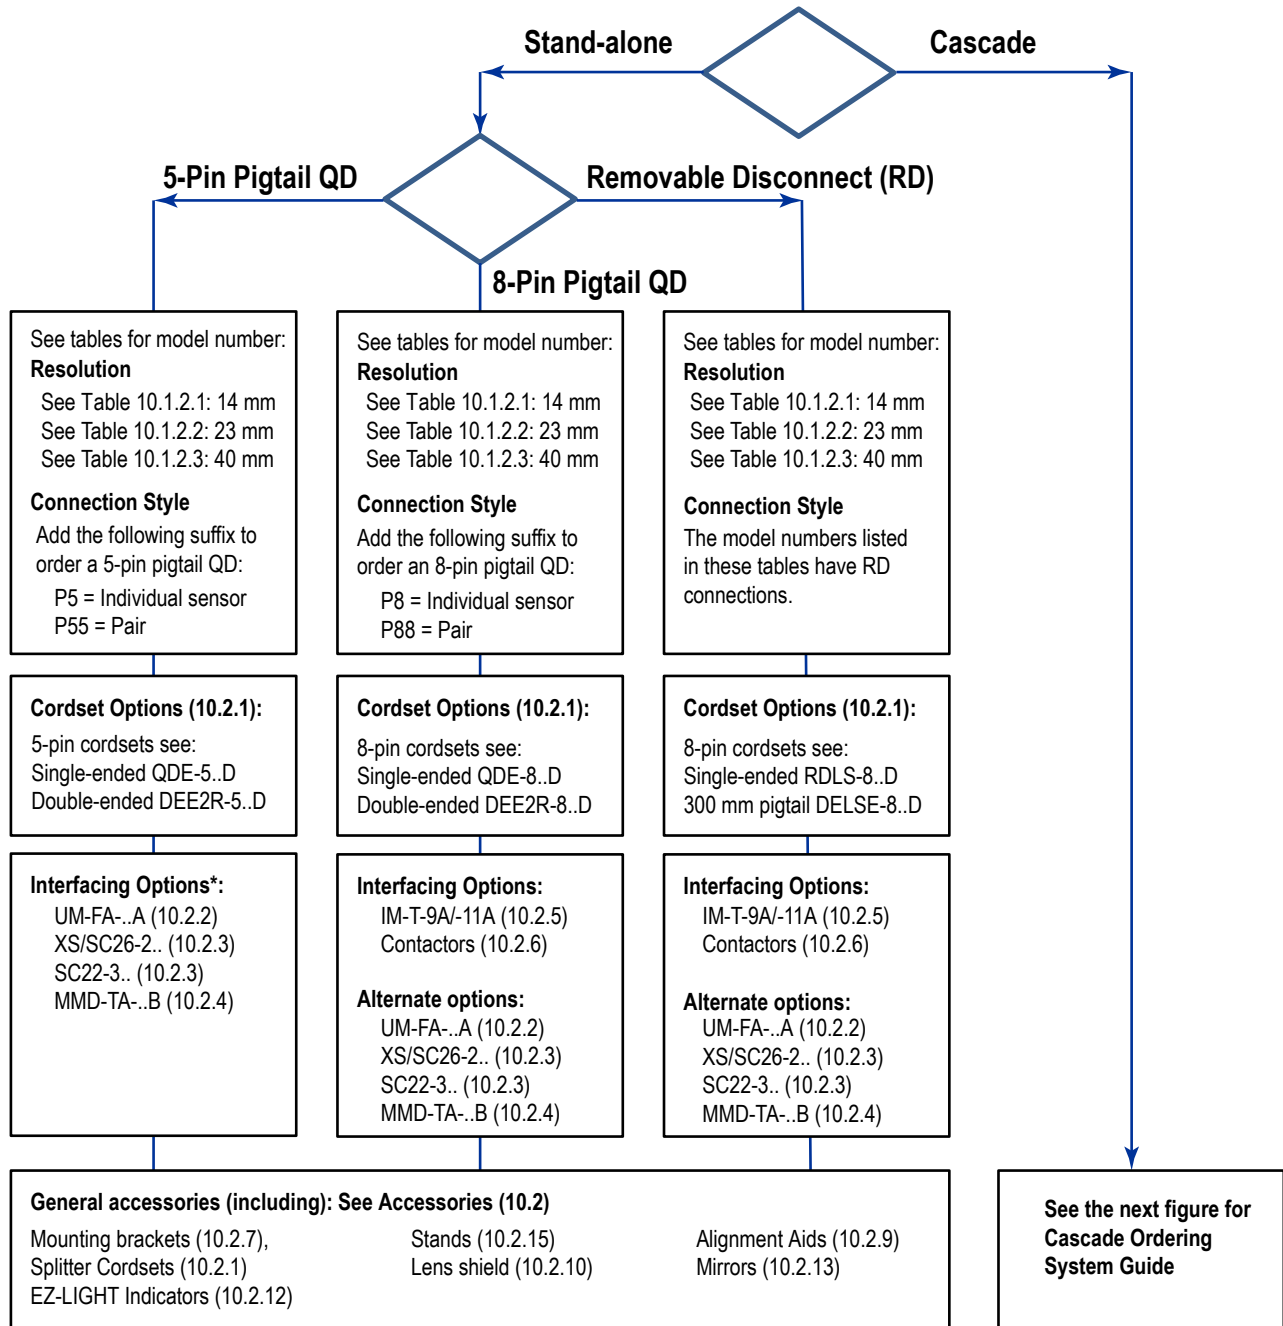 Stand-alone
Cascade
5-Pin Pigtail QD
Removable Disconnect (RD)
8-Pin Pigtail QD
See tables for model number:
Resolution
See Table 10.1.2.1: 14 mm
See Table 10.1.2.2: 23 mm
See Table 10.1.2.3: 40 mm
Connection Style
Add the following suffix to
order a 5-pin pigtail QD:
P5 = Individual sensor
P55 = Pair
See tables for model number:
Resolution
See Table 10.1.2.1: 14 mm
See Table 10.1.2.2: 23 mm
See Table 10.1.2.3: 40 mm
Connection Style
Add the following suffix to
order an 8-pin pigtail QD:
P8 = Individual sensor
P88 = Pair
See tables for model number:
Resolution
See Table 10.1.2.1: 14 mm
See Table 10.1.2.2: 23 mm
See Table 10.1.2.3: 40 mm
Connection Style
The model numbers listed
in these tables have RD
connections.
Cordset Options (10.2.1):
5-pin cordsets see:
Single-ended QDE-5..D
Double-ended DEE2R-5..D
Cordset Options (10.2.1):
8-pin cordsets see:
Single-ended QDE-8..D
Double-ended DEE2R-8..D
Cordset Options (10.2.1):
8-pin cordsets see:
Single-ended RDLS-8..D
300 mm pigtail DELSE-8..D
Interfacing Options*:
UM-FA-..A (10.2.2)
XS/SC26-2.. (10.2.3)
SC22-3.. (10.2.3)
MMD-TA-..B (10.2.4)
Interfacing Options:
IM-T-9A/-11A (10.2.5)
Contactors (10.2.6)
Alternate options:
UM-FA-..A (10.2.2)
XS/SC26-2.. (10.2.3)
SC22-3.. (10.2.3)
MMD-TA-..B (10.2.4)
Interfacing Options:
IM-T-9A/-11A (10.2.5)
Contactors (10.2.6)
Alternate options:
UM-FA-..A (10.2.2)
XS/SC26-2.. (10.2.3)
SC22-3.. (10.2.3)
MMD-TA-..B (10.2.4)
General accessories (including): See Accessories (10.2)
Mounting brackets (10.2.7),
Splitter Cordsets (10.2.1)
EZ-LIGHT Indicators (10.2.12)
Stands (10.2.15)
Lens shield (10.2.10)
Alignment Aids (10.2.9)
Mirrors (10.2.13)
See the next figure for
Cascade Ordering
System Guide